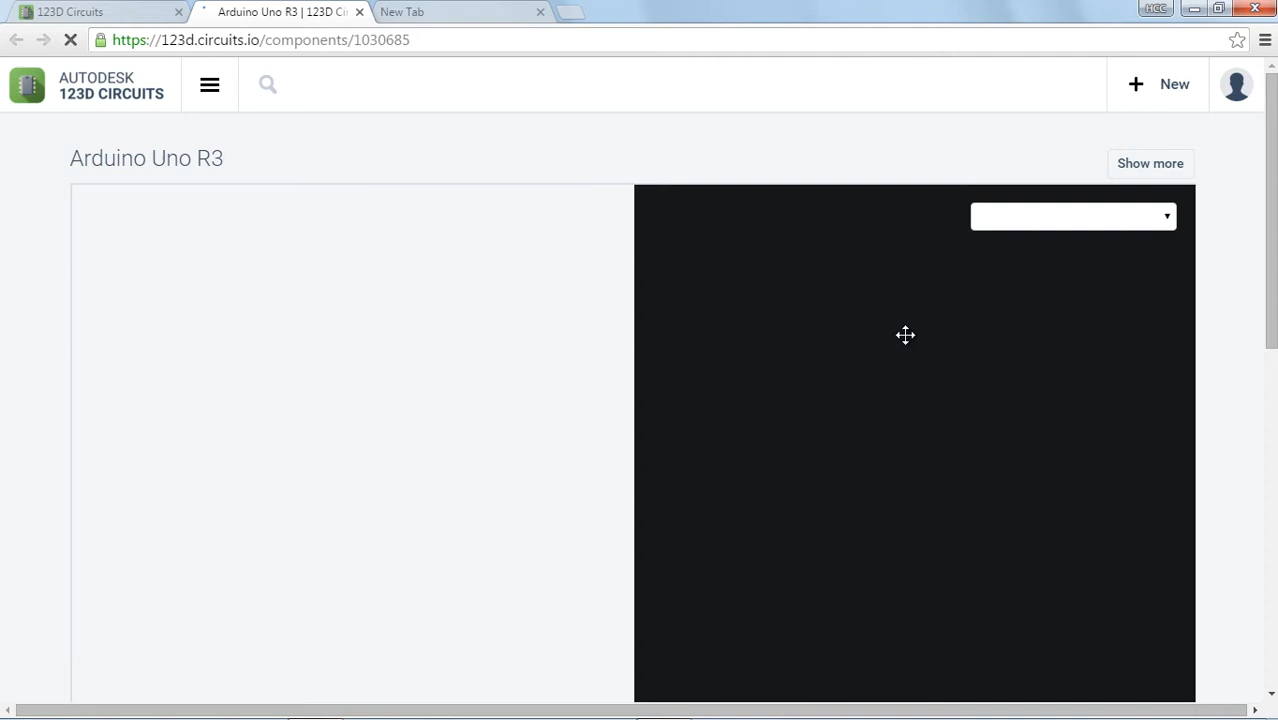 123D Circuits
Arduino Uno R3 | 123D Ci
New Tab
HCC
https://123d.circuits.io/components/1030685
AUTODESK
123D CIRCUITS
New
Arduino Uno R3
Show more